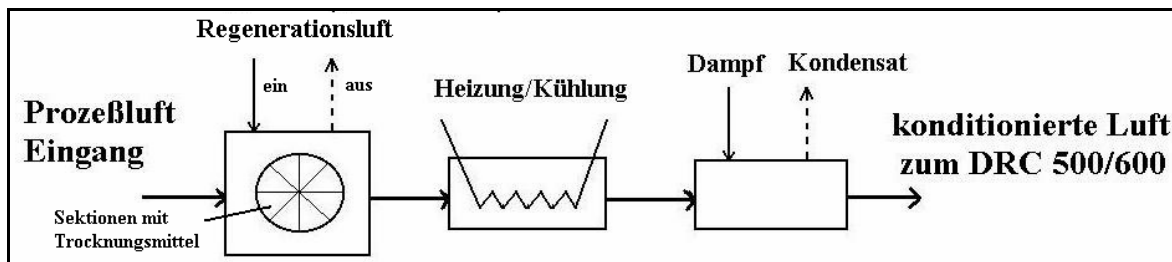 Regenerationsluft
ein
aus
Prozeßluft
Eingang
Sektionen mit
Trocknungsmittel
Heizung/Kühlung
Dampf
Kondensat
konditionierte Luft
zum DRC 500/600